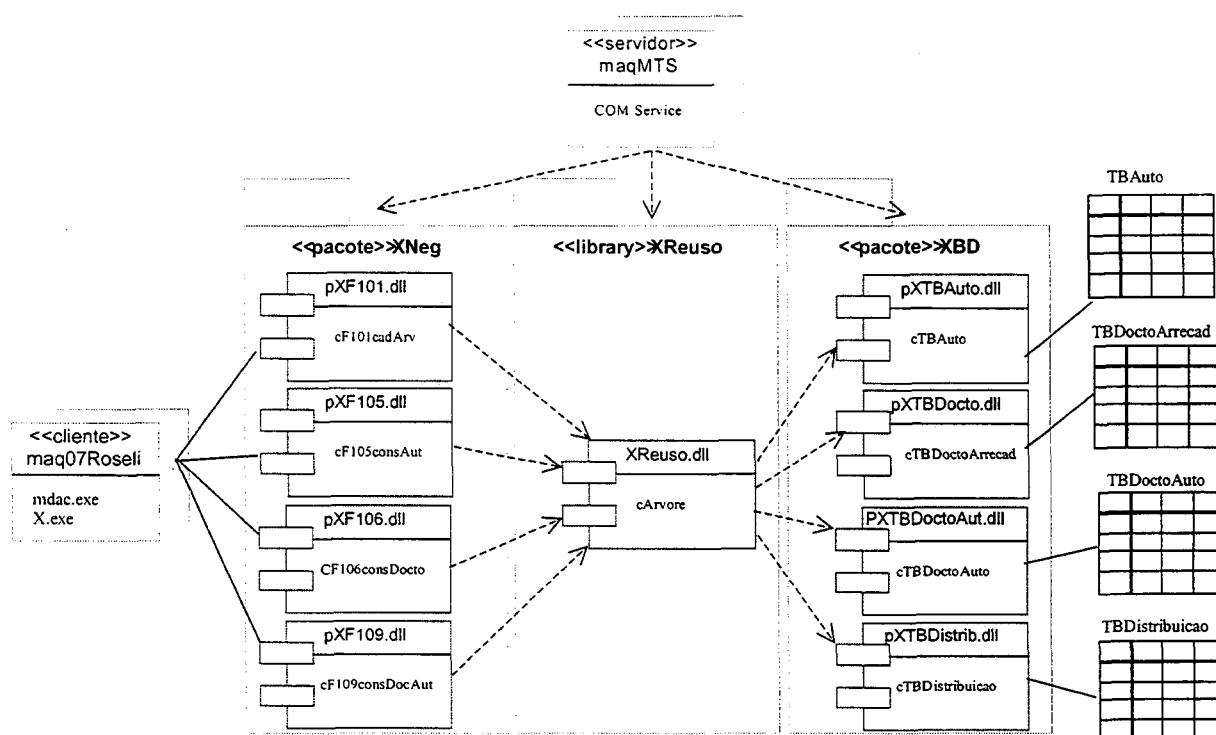 <<servidor>>
maqMTS
COM Service
<<pacote>>XNeg
pXF101.dll
cF101cadArv
pXF105.dll
cF105consAut
pXF106.dll
CF106consDocto
pXF109.dll
cF109consDocAut
<<cliente>>
maq07Roseli
mdac.exe
X.exe
<<library>>XReuso
XReuso.dll
cArvore
<<pacote>>XBD
pXTBAuto.dll
cTBAuto
pXTBDocto.dll
cTBDoctoArrecad
PXTBDoctoAut.dll
cTBDoctoAuto
pXTBDistrib.dll
cTBDistribuicao
TBAuto
TBDoctoArrecad
TBDoctoAuto
TBDistribuicao